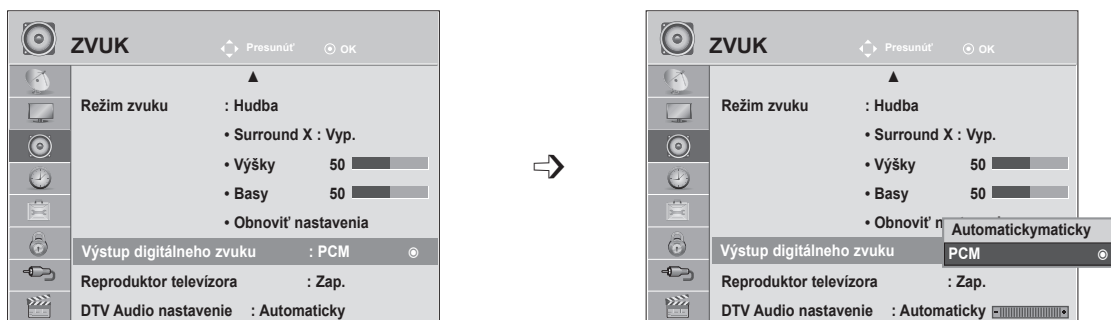 ZVUK
Presunúť
OK
Režim zvuku : Hudba
• Surround X : Vyp.
• Výšky 50
• Basy 50
• Obnoviť nastavenia
Výstup digitálneho zvuku : PCM
Reproduktor televízora : Zap.
DTV Audio nastavenie : Automaticky
ZVUK
Presunúť
OK
Režim zvuku : Hudba
• Surround X : Vyp.
• Výšky 50
• Basy 50
• Obnoviť
Automatickymaticky
Výstup digitálneho zvuku
PCM
Reproduktor televízora : Zap.
DTV Audio nastavenie : Automaticky